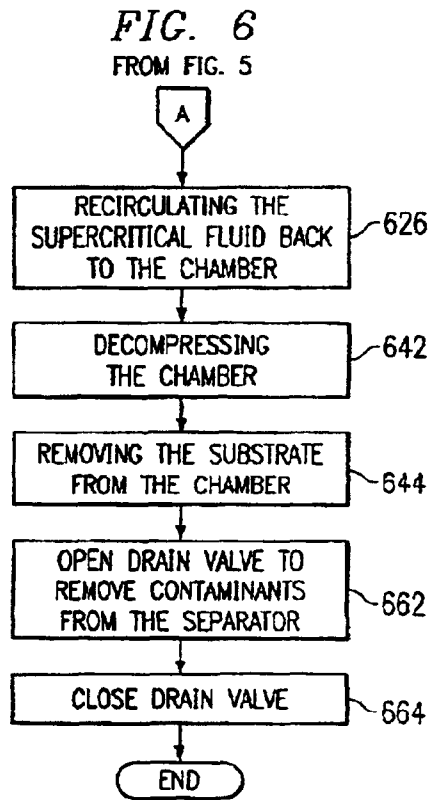 FIG. 6
FROM FIG. 5
A
RECIRCULATING THE
SUPERCRITICAL FLUID BACK
TO THE CHAMBER
626
DECOMPRESSING
THE CHAMBER
642
REMOVING THE SUBSTRATE
FROM THE CHAMBER
644
OPEN DRAIN VALVE TO
REMOVE CONTAMINANTS
FROM THE SEPARATOR
662
CLOSE DRAIN VALVE
664
END